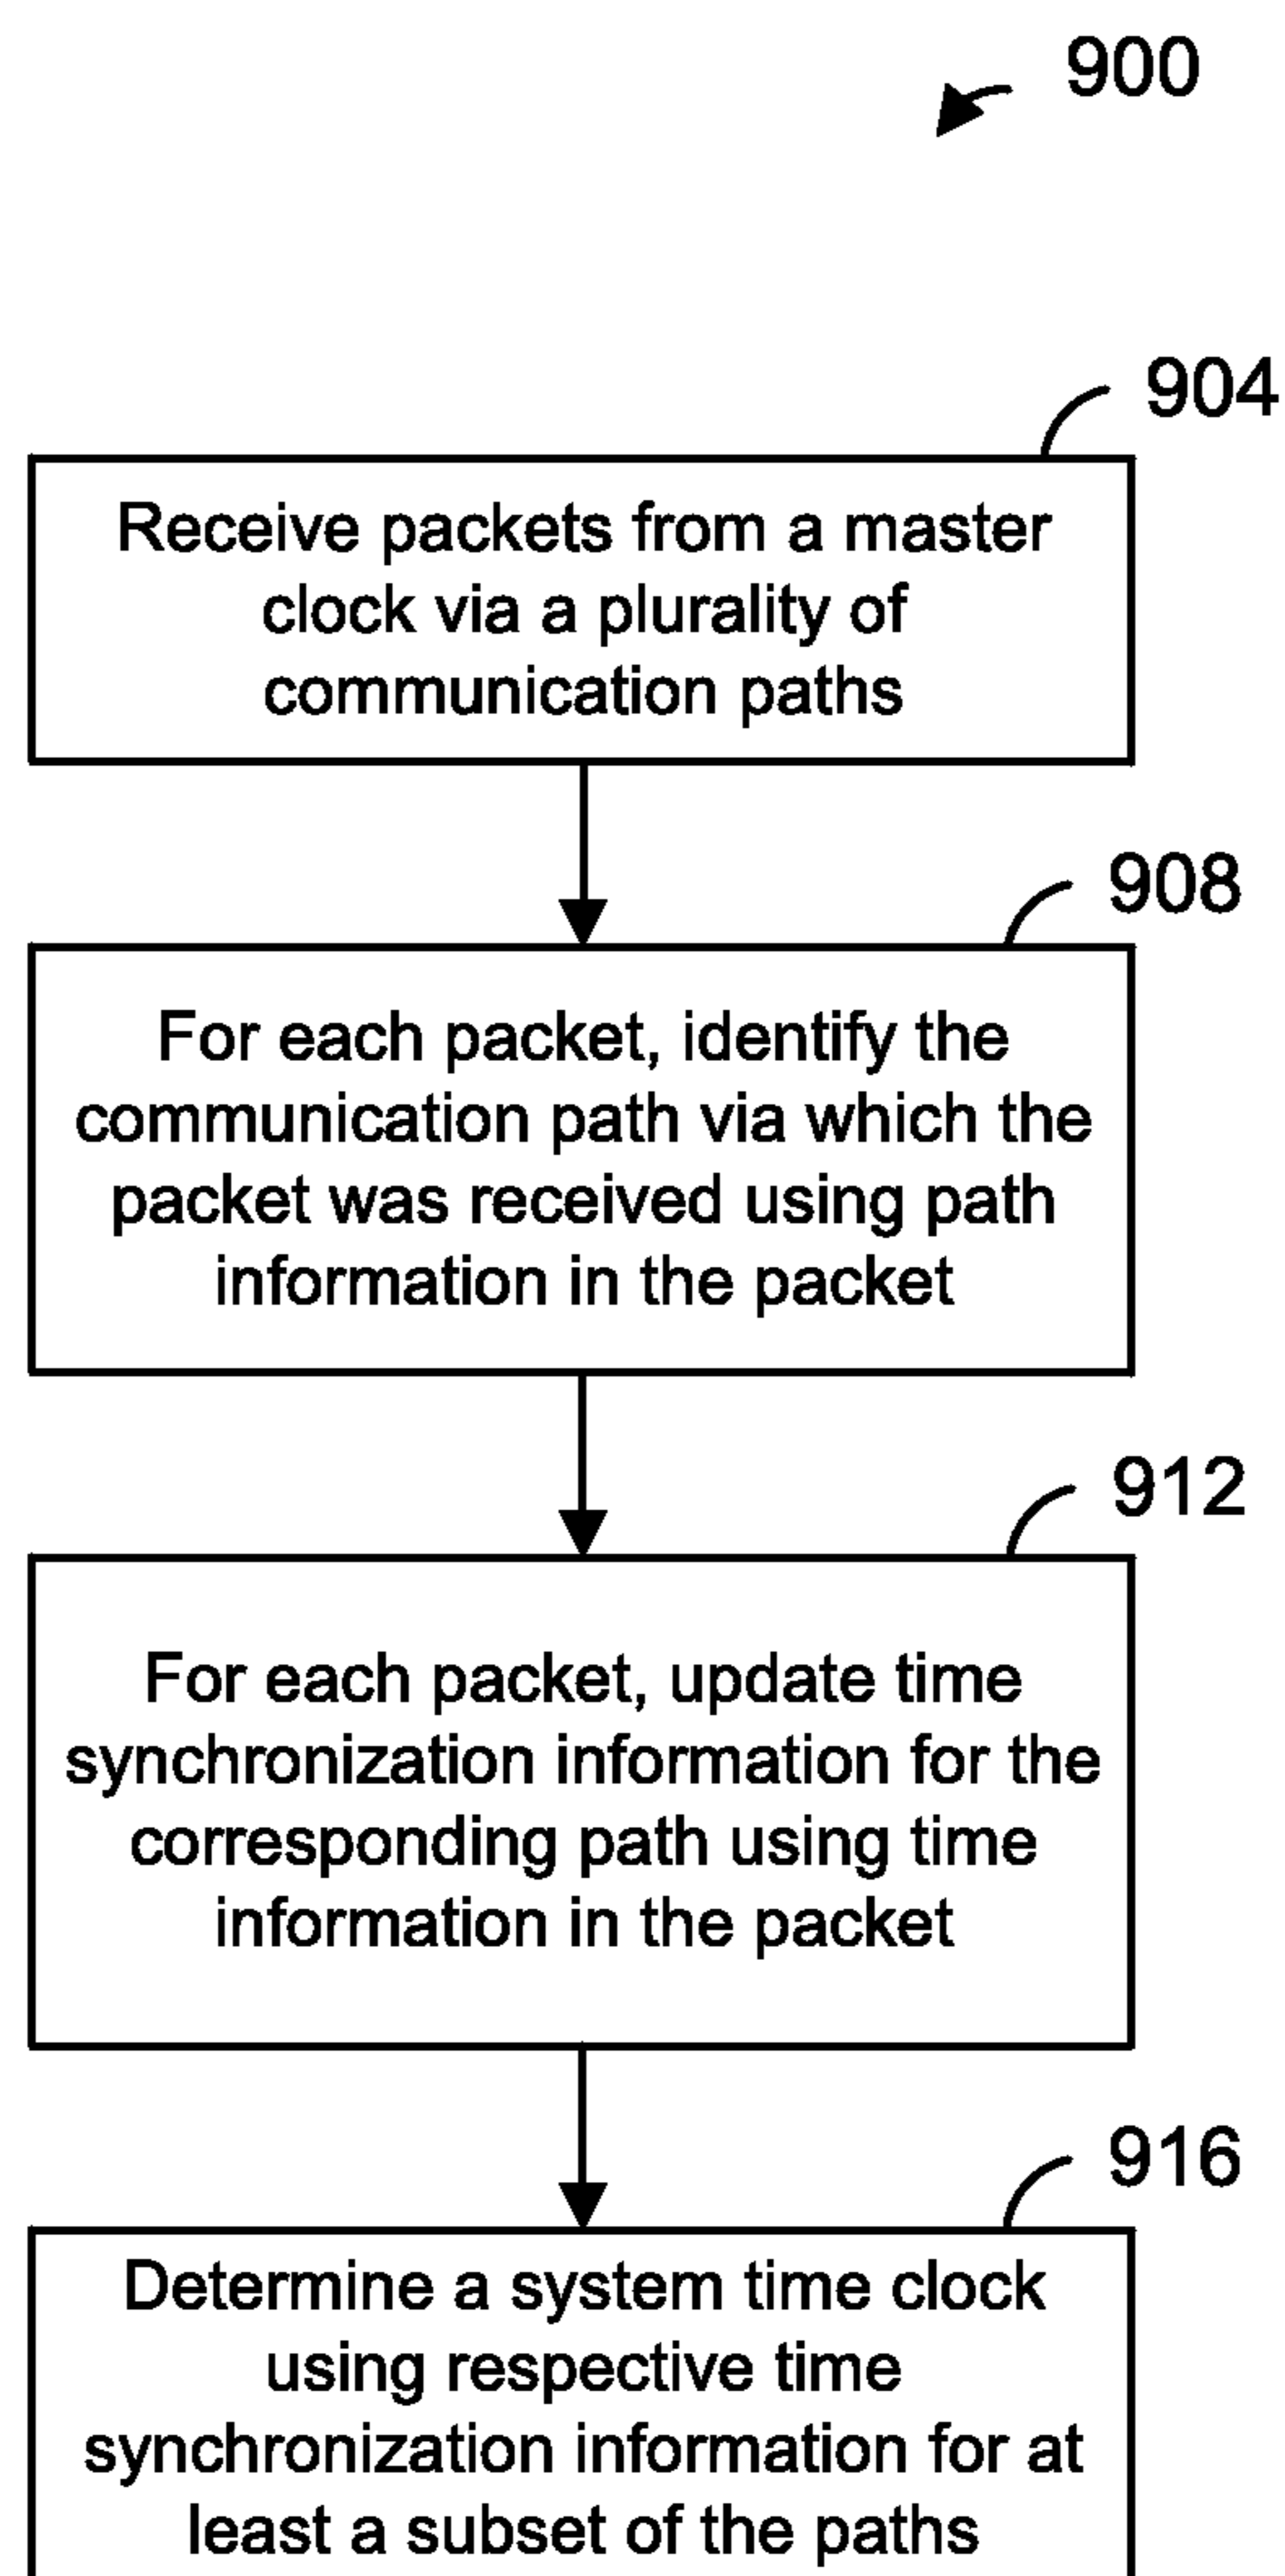 900
904
Receive packets from a master
clock via a plurality of
communication paths
908
For each packet, identify the
communication path via which the
packet was received using path
information in the packet
912
For each packet, update time
synchronization information for the
corresponding path using time
information in the packet
916
Determine a system time clock
using respective time
synchronization information for at
least a subset of the paths